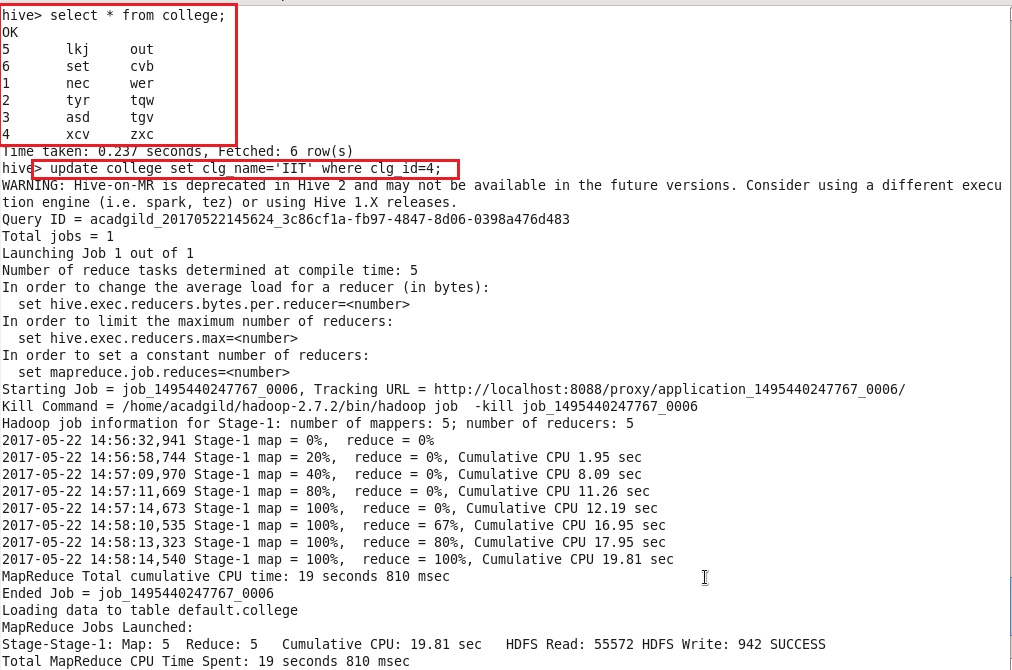 hive> select * from college;
OK
5       lkj     out
6       set     cvb
1       nec     wer
2       tyr     tqw
3       asd     tgv
4       xcv     zxc
Time taken: 0.237 seconds, Fetched: 6 row(s)
hive> update college set clg_name='IIT' where clg_id=4;
WARNING: Hive-on-MR is deprecated in Hive 2 and may not be available in the future versions. Consider using a different execu
tion engine (i.e. spark, tez) or using Hive 1.X releases.
Query ID = acadgild_20170522145624_3c86cf1a-fb97-4847-8d06-0398a476d483
Total jobs = 1
Launching Job 1 out of 1
Number of reduce tasks determined at compile time: 5
In order to change the average load for a reducer (in bytes):
  set hive.exec.reducers.bytes.per.reducer=<number>
In order to limit the maximum number of reducers:
  set hive.exec.reducers.max=<number>
In order to set a constant number of reducers:
  set mapreduce.job.reduces=<number>
Starting Job = job_1495440247767_0006, Tracking URL = http://localhost:8088/proxy/application_1495440247767_0006/
Kill Command = /home/acadgild/hadoop-2.7.2/bin/hadoop job  -kill job_1495440247767_0006
Hadoop job information for Stage-1: number of mappers: 5; number of reducers: 5
2017-05-22 14:56:32,941 Stage-1 map = 0%,  reduce = 0%
2017-05-22 14:56:58,744 Stage-1 map = 20%,  reduce = 0%, Cumulative CPU 1.95 sec
2017-05-22 14:57:09,970 Stage-1 map = 40%,  reduce = 0%, Cumulative CPU 8.09 sec
2017-05-22 14:57:11,669 Stage-1 map = 80%,  reduce = 0%, Cumulative CPU 11.26 sec
2017-05-22 14:57:14,673 Stage-1 map = 100%,  reduce = 0%, Cumulative CPU 12.19 sec
2017-05-22 14:58:10,535 Stage-1 map = 100%,  reduce = 67%, Cumulative CPU 16.95 sec
2017-05-22 14:58:13,323 Stage-1 map = 100%,  reduce = 80%, Cumulative CPU 17.95 sec
2017-05-22 14:58:14,540 Stage-1 map = 100%,  reduce = 100%, Cumulative CPU 19.81 sec
MapReduce Total cumulative CPU time: 19 seconds 810 msec
Ended Job = job_1495440247767_0006
Loading data to table default.college
MapReduce Jobs Launched:
Stage-Stage-1: Map: 5  Reduce: 5   Cumulative CPU: 19.81 sec   HDFS Read: 55572 HDFS Write: 942 SUCCESS
Total MapReduce CPU Time Spent: 19 seconds 810 msec